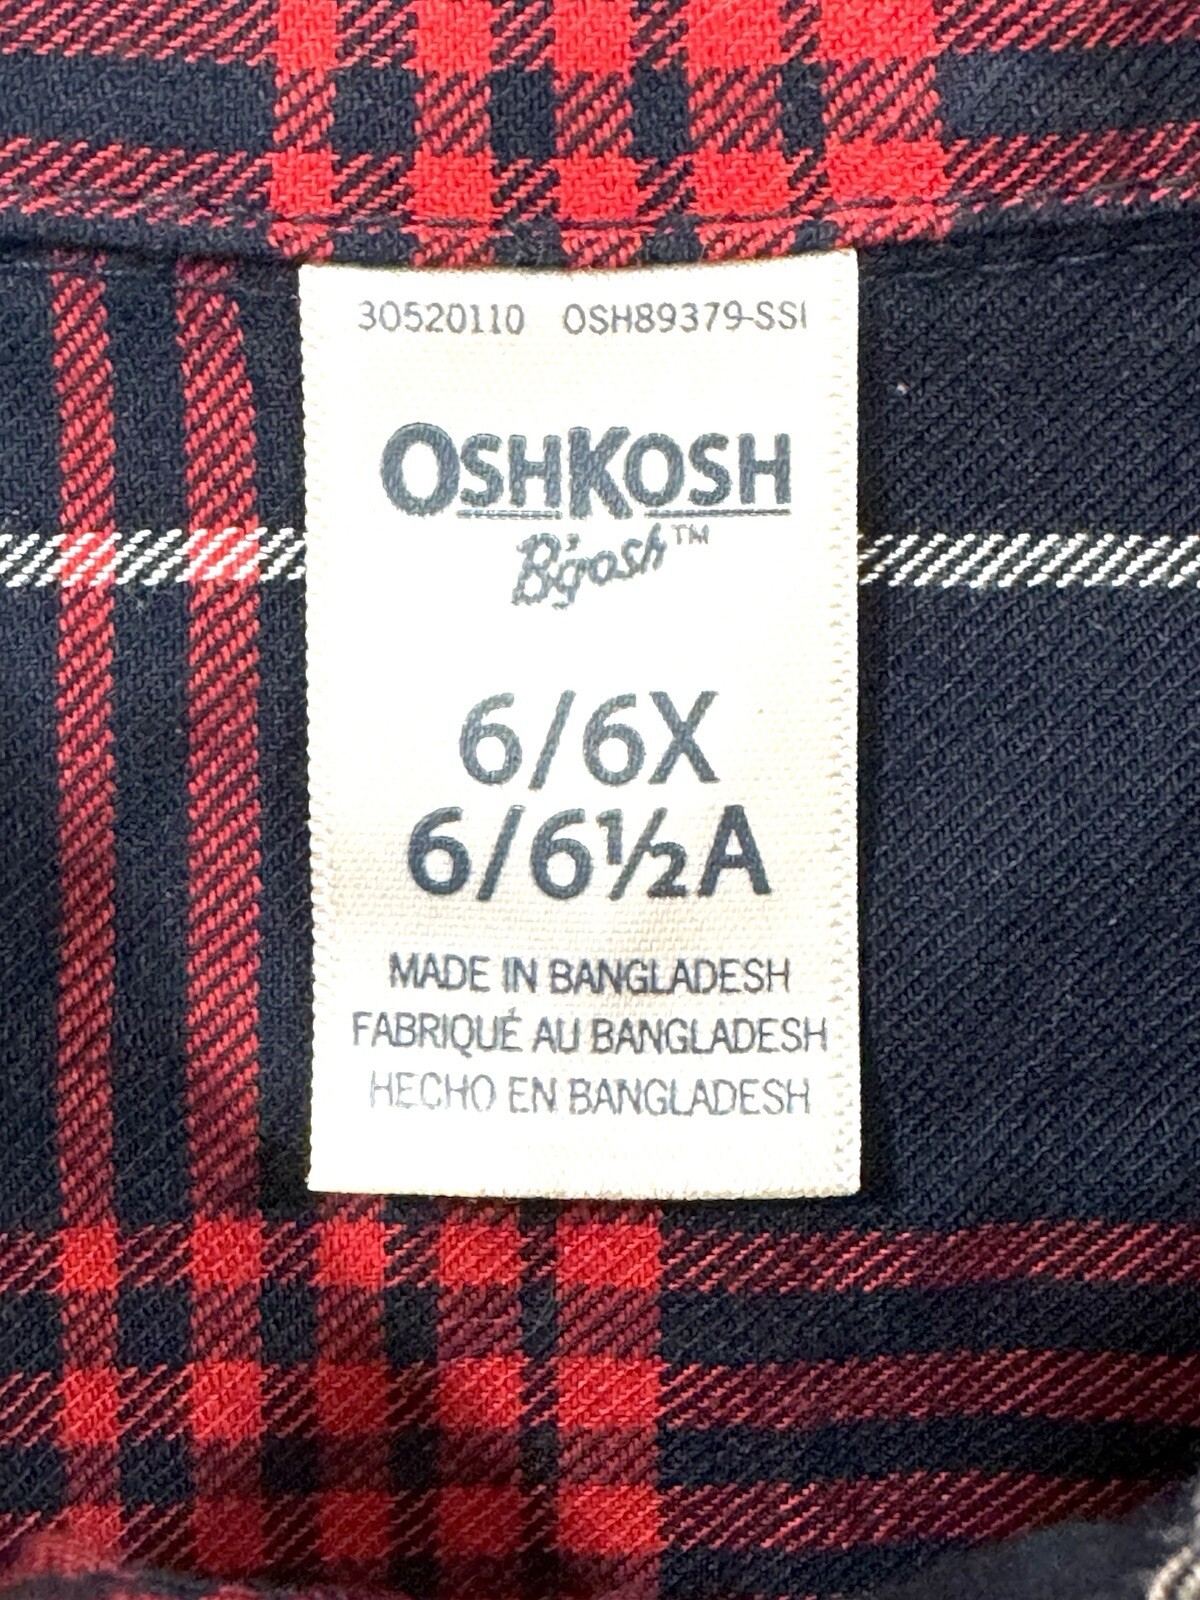 30520110 OSH89379-SSI
OSHKOSH
B'gosh™
6/6X
6/6½A
MADE IN BANGLADESH
FABRIQUÉ AU BANGLADESH
HECHO EN BANGLADESH